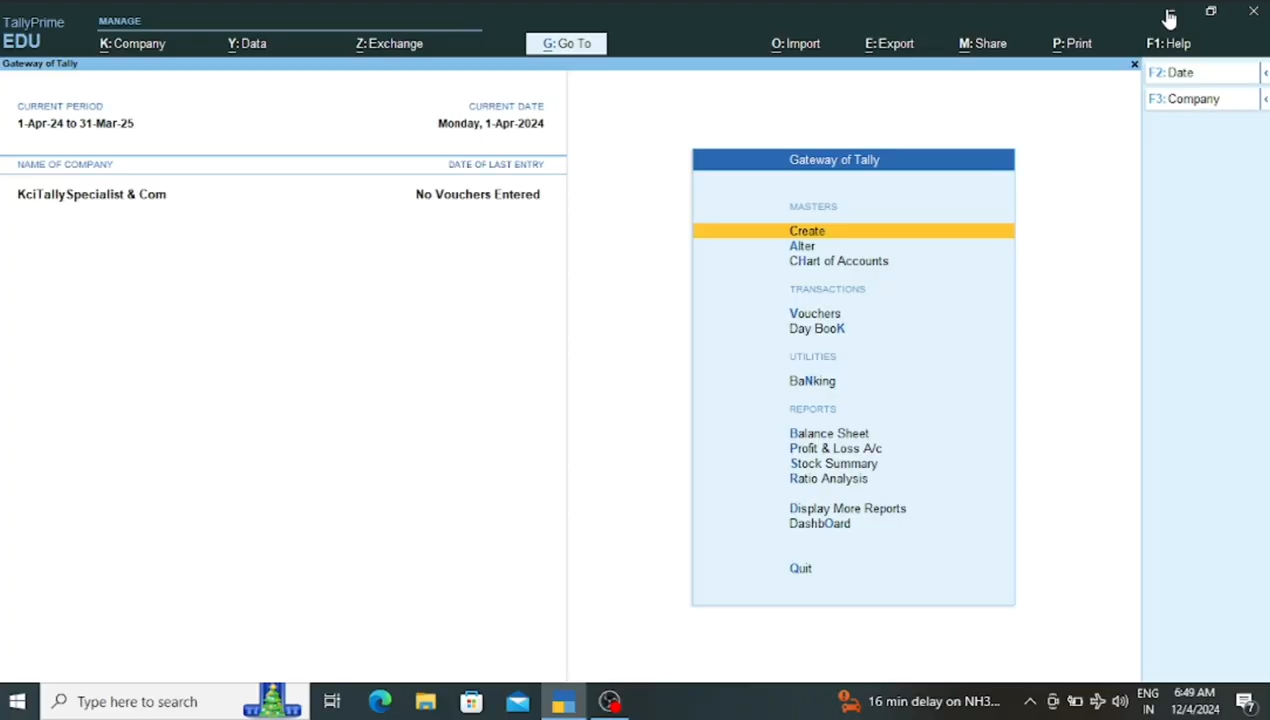 TallyPrime
EDU
MANAGE
K: Company
Y: Data
Z: Exchange
G: Go To
O: Import
E: Export
M: Share
P: Print
F1: Help
Gateway of Tally
F2: Date
F3: Company
CURRENT PERIOD
CURRENT DATE
1-Apr-24 to 31-Mar-25
Monday, 1-Apr-2024
NAME OF COMPANY
DATE OF LAST ENTRY
KciTally Specialist & Com
No Vouchers Entered
Gateway of Tally
MASTERS
Create
Alter
CHart of Accounts
TRANSACTIONS
Vouchers
Day BooK
UTILITIES
BaNking
REPORTS
Balance Sheet
Profit & Loss A/c
Stock Summary
Ratio Analysis
Display More Reports
DashbOard
Quit
Type here to search
16 min delay on NH3...
ENG
IN
6:49 AM
12/4/2024
7